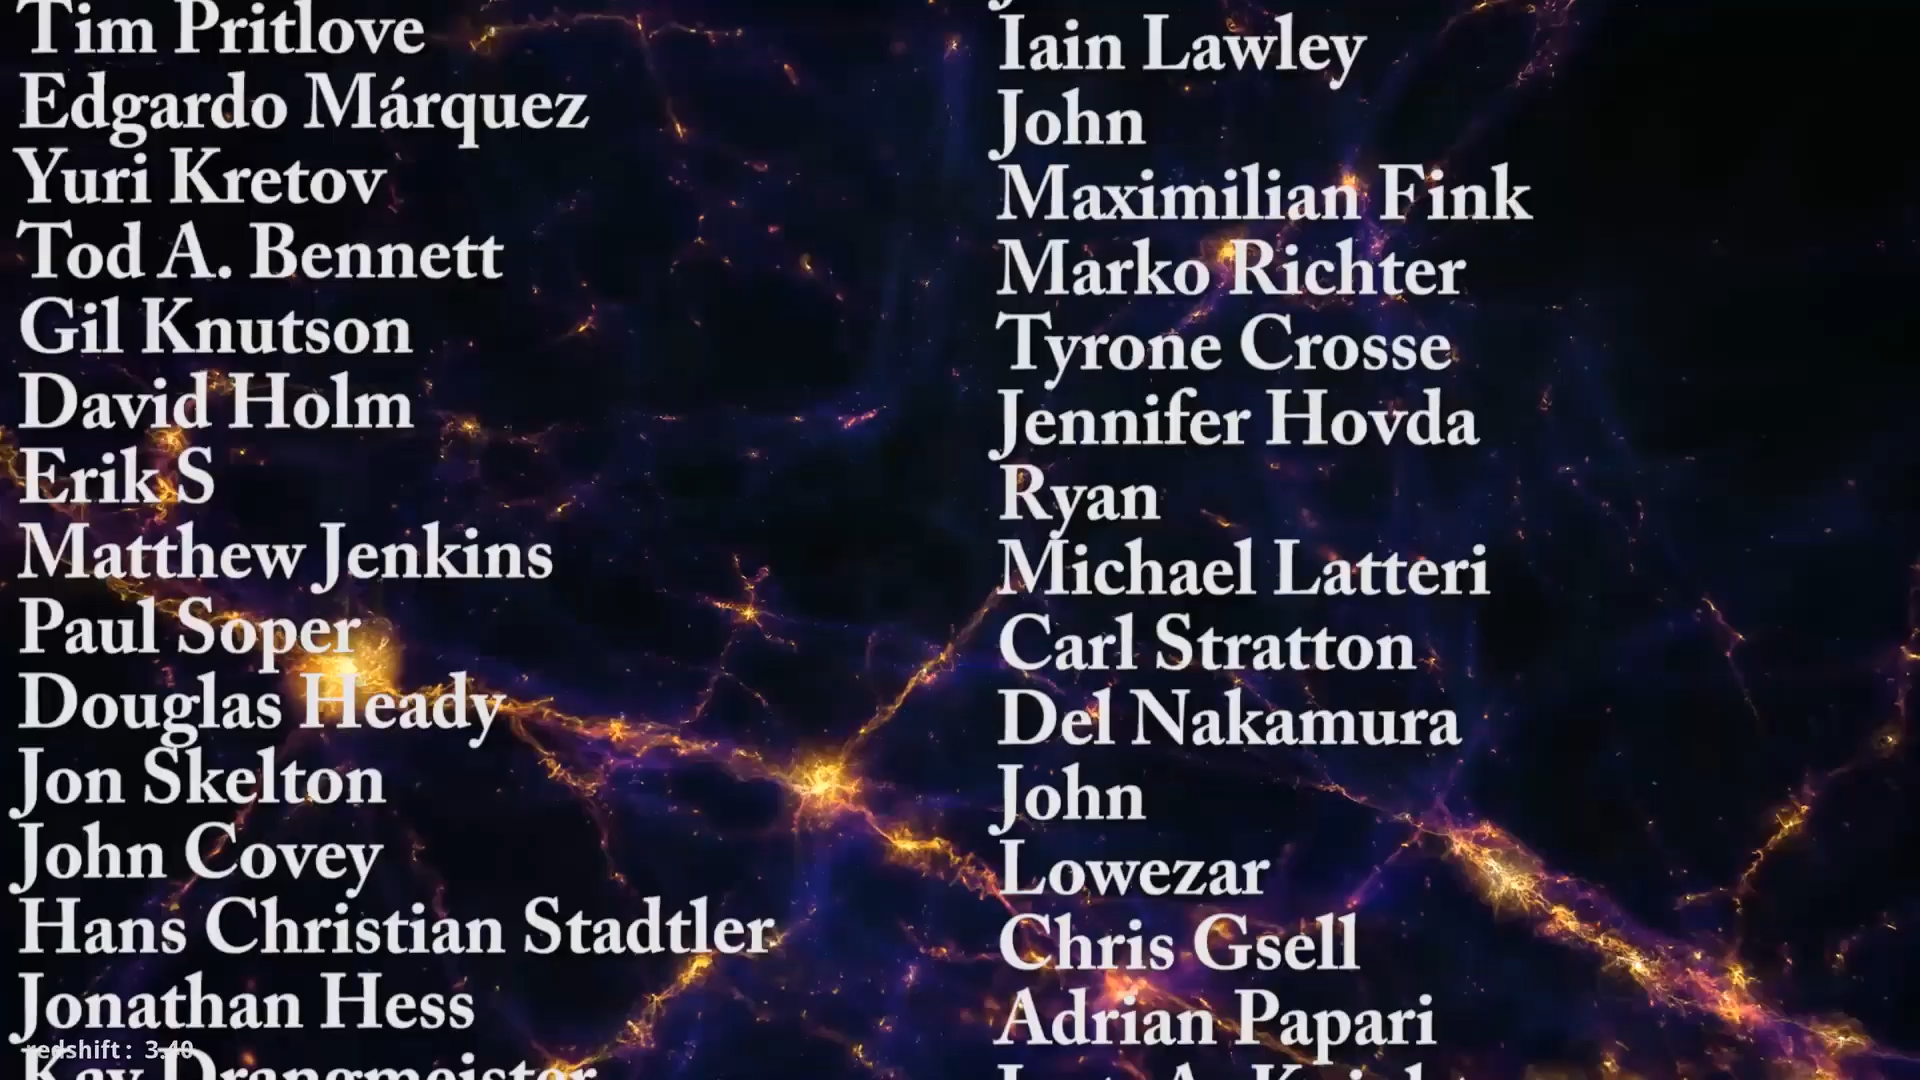 Tim Pritlove
Edgardo Márquez
Yuri Kretov
Tod A. Bennett
Gil Knutson
David Holm
Erik S
Matthew Jenkins
Paul Soper
Douglas Heady
Jon Skelton
John Covey
Hans Christian Stadtler
Jonathan Hess
redshift: 3.40
Kay Drangmeister
Iain Lawley
John
Maximilian Fink
Marko Richter
Tyrone Crosse
Jennifer Hovda
Ryan
Michael Latteri
Carl Stratton
Del Nakamura
John
Lowezar
Chris Gsell
Adrian Papari